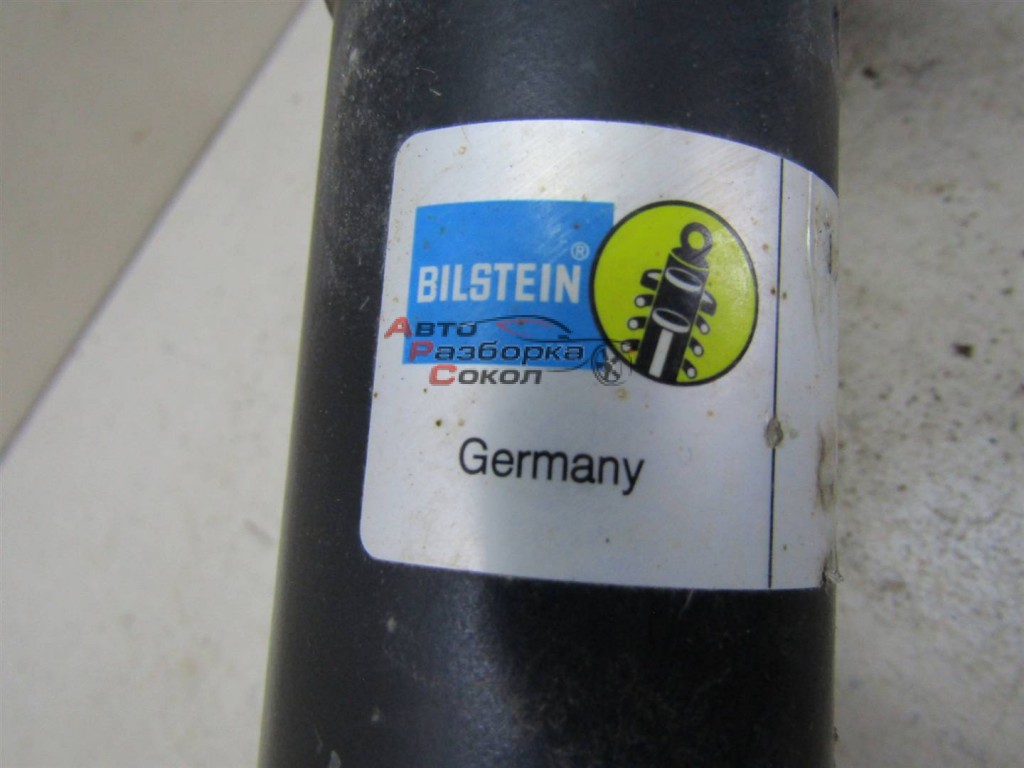 BILSTEIN®
Авто
Разборка
Сокол
Germany